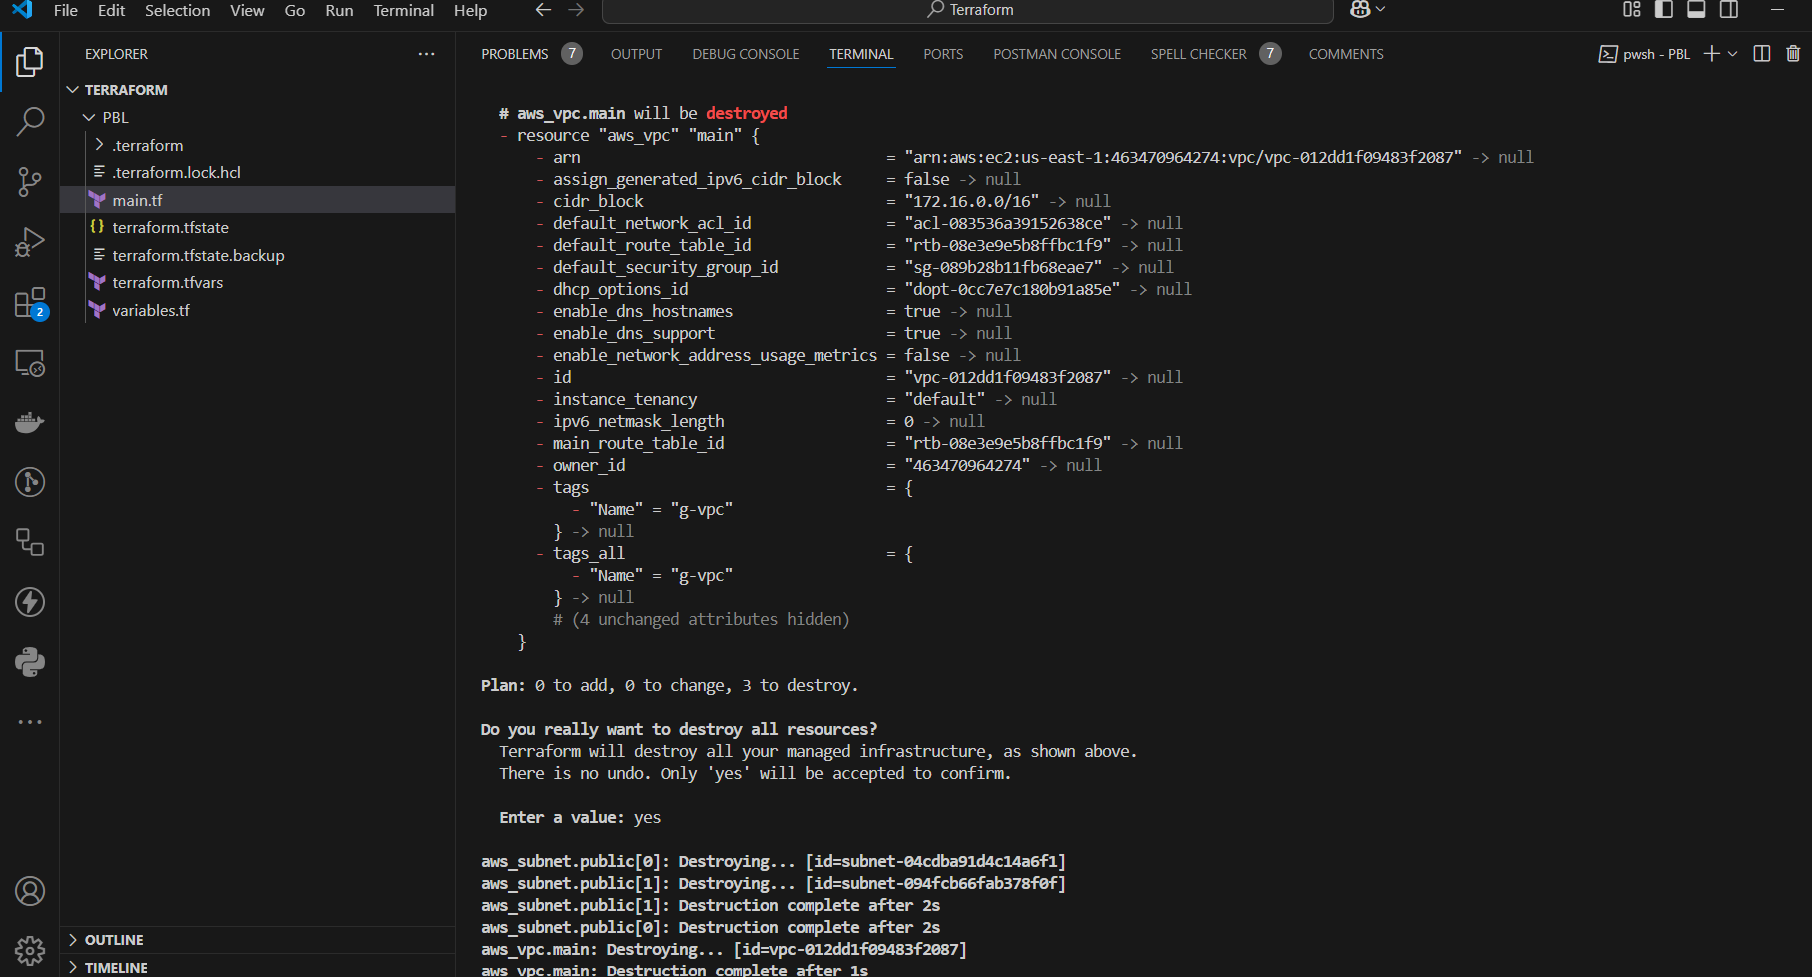 File Edit Selection View Go Run Terminal Help
Terraform
EXPLORER
TERRAFORM
PBL
.terraform
.terraform.lock.hcl
main.tf
terraform.tfstate
terraform.tfstate.backup
terraform.tfvars
variables.tf
2
OUTLINE
TIMELINE
PROBLEMS 7 OUTPUT DEBUG CONSOLE TERMINAL PORTS POSTMAN CONSOLE SPELL CHECKER 7 COMMENTS
pwsh - PBL
# aws_vpc.main will be destroyed
- resource "aws_vpc" "main" {
- arn = "arn:aws:ec2:us-east-1:463470964274:vpc/vpc-012dd1f09483f2087" -> null
- assign_generated_ipv6_cidr_block = false -> null
- cidr_block = "172.16.0.0/16" -> null
- default_network_acl_id = "acl-083536a39152638ce" -> null
- default_route_table_id = "rtb-08e3e9e5b8ffbc1f9" -> null
- default_security_group_id = "sg-089b28b11fb68eae7" -> null
- dhcp_options_id = "dopt-0cc7e7c180b91a85e" -> null
- enable_dns_hostnames = true -> null
- enable_dns_support = true -> null
- enable_network_address_usage_metrics = false -> null
- id = "vpc-012dd1f09483f2087" -> null
- instance_tenancy = "default" -> null
- ipv6_netmask_length = 0 -> null
- main_route_table_id = "rtb-08e3e9e5b8ffbc1f9" -> null
- owner_id = "463470964274" -> null
- tags = {
- "Name" = "g-vpc"
} -> null
- tags_all = {
- "Name" = "g-vpc"
} -> null
# (4 unchanged attributes hidden)
}
Plan: 0 to add, 0 to change, 3 to destroy.
Do you really want to destroy all resources?
Terraform will destroy all your managed infrastructure, as shown above.
There is no undo. Only 'yes' will be accepted to confirm.
Enter a value: yes
aws_subnet.public[0]: Destroying... [id=subnet-04cdba91d4c14a6f1]
aws_subnet.public[1]: Destroying... [id=subnet-094fcb66fab378f0f]
aws_subnet.public[1]: Destruction complete after 2s
aws_subnet.public[0]: Destruction complete after 2s
aws_vpc.main: Destroying... [id=vpc-012dd1f09483f2087]
aws_vpc.main: Destruction complete after 1s